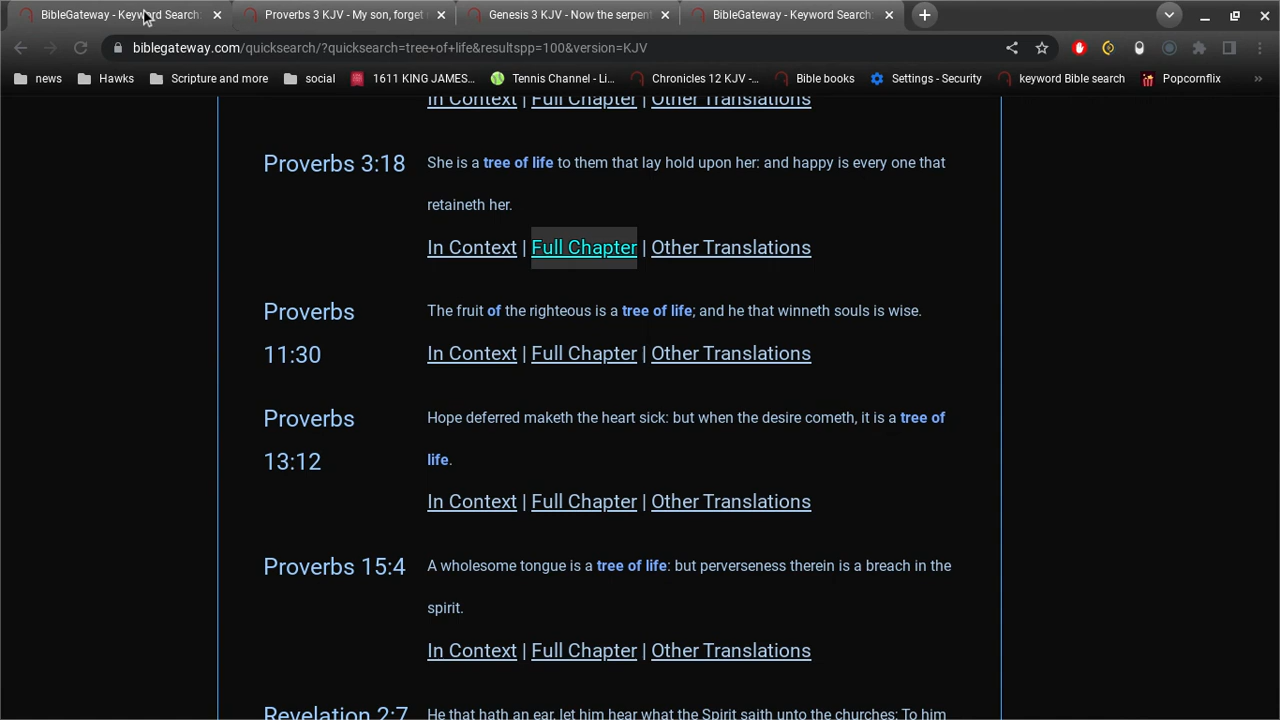 BibleGateway - Keyword Search:
Proverbs 3 KJV - My son, forget
Genesis 3 KJV - Now the serpent
BibleGateway - Keyword Search:
biblegateway.com/quicksearch/?quicksearch=tree+of+life&resultspp=100&version=KJV
news
Hawks
Scripture and more
social
1611 KING JAMES...
Tennis Channel - Li...
Chronicles 12 KJV -...
Bible books
Settings - Security
keyword Bible search
Popcornflix
»
In Context | Full Chapter | Other Translations
Proverbs 3:18
She is a tree of life to them that lay hold upon her: and happy is every one that
retaineth her.
In Context | Full Chapter | Other Translations
Proverbs
11:30
The fruit of the righteous is a tree of life; and he that winneth souls is wise.
In Context | Full Chapter | Other Translations
Proverbs
13:12
Hope deferred maketh the heart sick: but when the desire cometh, it is a tree of
life.
In Context | Full Chapter | Other Translations
Proverbs 15:4
A wholesome tongue is a tree of life: but perverseness therein is a breach in the
spirit.
In Context | Full Chapter | Other Translations
Revelation 2:7
He that hath an ear, let him hear what the Spirit saith unto the churches; To him